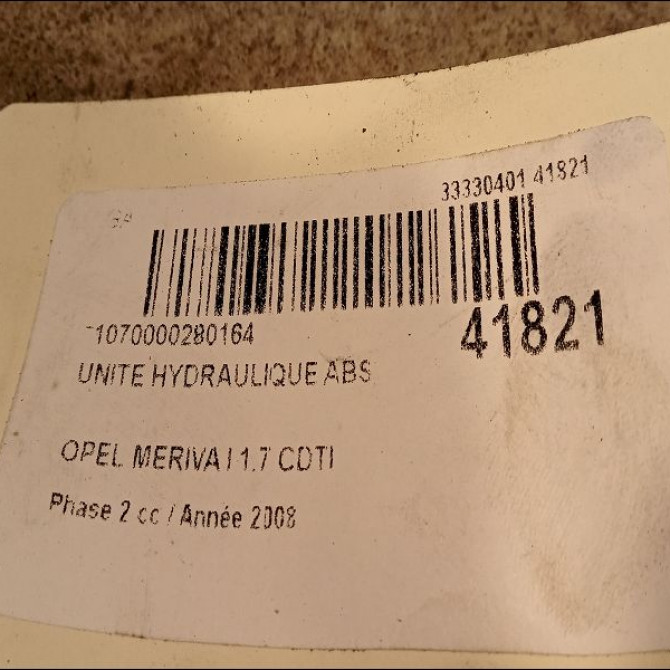 33330401 41821
1070000280164
41821
UNITE HYDRAULIQUE ABS
OPEL MERIVA I 1.7 CDTI
Phase 2 cc / Année 2008